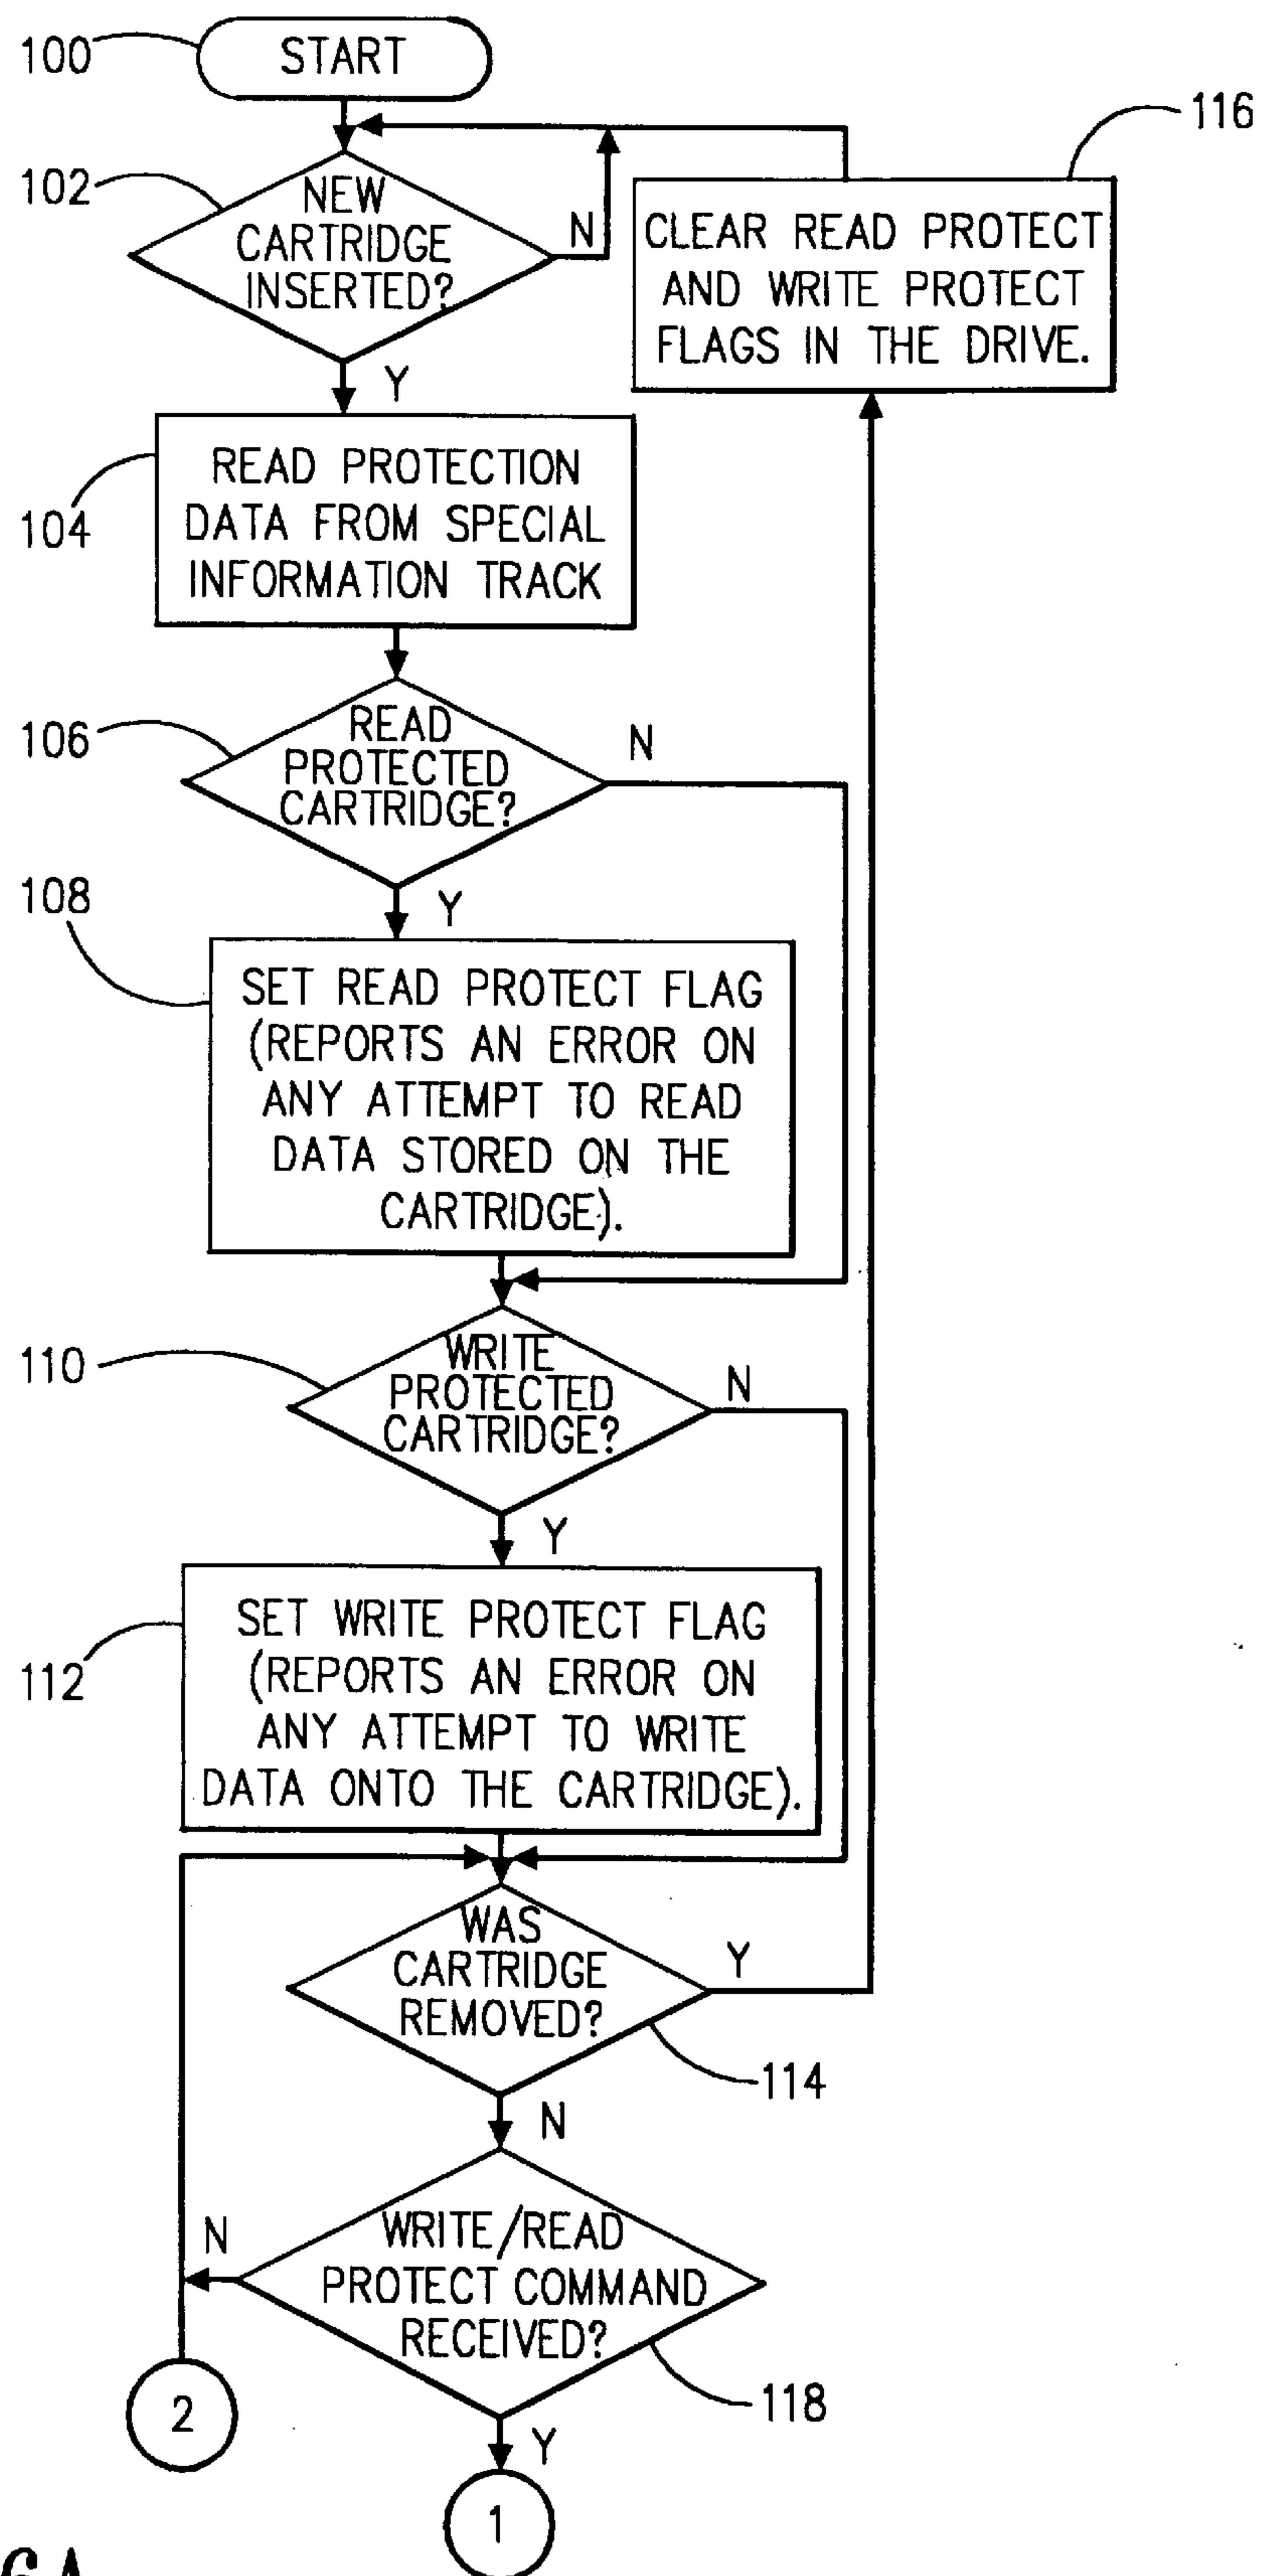 100
START
116
102
NEW
CARTRIDGE
INSERTED?
N
CLEAR READ PROTECT
AND WRITE PROTECT
FLAGS IN THE DRIVE.
Y
104
READ PROTECTION
DATA FROM SPECIAL
INFORMATION TRACK
106
READ
PROTECTED
CARTRIDGE?
N
Y
108
SET READ PROTECT FLAG
(REPORTS AN ERROR ON
ANY ATTEMPT TO READ
DATA STORED ON THE
CARTRIDGE).
110
WRITE
PROTECTED
CARTRIDGE?
N
Y
112
SET WRITE PROTECT FLAG
(REPORTS AN ERROR ON
ANY ATTEMPT TO WRITE
DATA ONTO THE CARTRIDGE).
WAS
CARTRIDGE
REMOVED?
Y
114
N
WRITE/READ
PROTECT COMMAND
RECEIVED?
N
118
2
Y
1